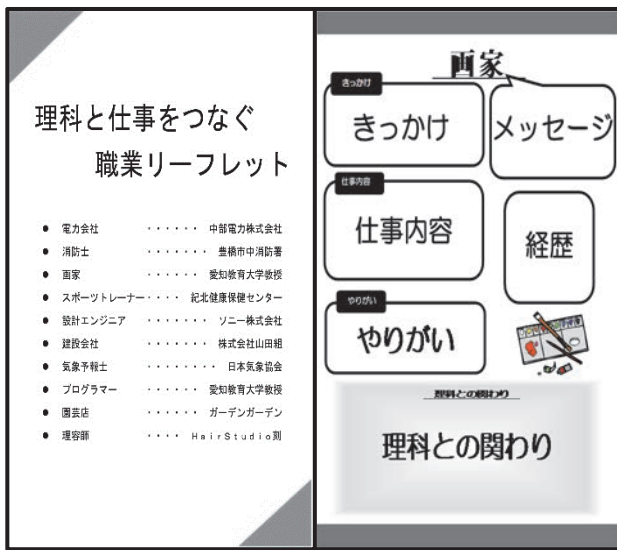 理科と仕事をつなぐ
職業リーフレット
● 電力会社 ・・・・・・ 中部電力株式会社
● 消防士 ・・・・・・・ 豊橋市中消防署
● 画家 ・・・・・・・ 愛知教育大学教授
● スポーツトレーナー・・・・ 紀北健康保健センター
● 設計エンジニア ・・・・・・・ ソニー株式会社
● 建設会社 ・・・・・・・ 株式会社山田組
● 気象予報士 ・・・・・・・・ 日本気象協会
● プログラマー ・・・・・・ 愛知教育大学教授
● 園芸店 ・・・・・・ ガーデンガーデン
● 理容師 ・・・・ HairStudio刻
画家
きっかけ
きっかけ
メッセージ
仕事内容
仕事内容
経歴
やりがい
やりがい
理科との関わり
理科との関わり